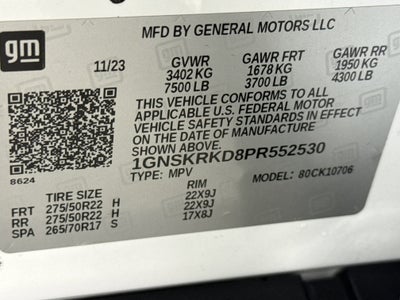 gm
MFD BY GENERAL MOTORS LLC
11/23 GVWR GAWR FRT GAWR RR
3402 KG 1678 KG 1950 KG
7500 LB 3700 LB 4300 LB
THIS VEHICLE CONFORMS TO ALL
APPLICABLE U.S. FEDERAL MOTOR
VEHICLE SAFETY STANDARDS IN EFFECT
ON THE DATE OF MANUFACTURE
1GNSKRKD8PR552530
8624
TYPE: MPV MODEL: 80CK10706
TIRE SIZE RIM
FRT 275/50R22 H 22X9J
RR 275/50R22 H 22X9J
SPA 265/70R17 S 17X8J